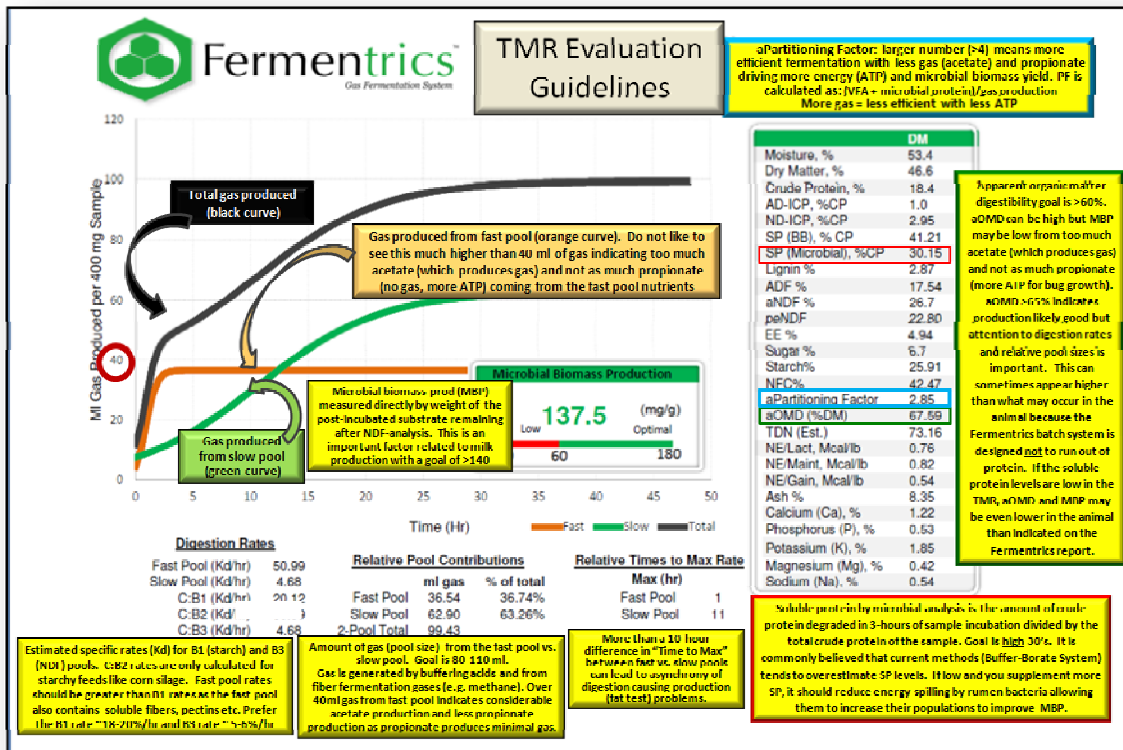 Fermentrics™
Gas Fermentation System
TMR Evaluation
Guidelines
aPartitioning Factor: larger number (>4) means more
efficient fermentation with less gas (acetate) and propionate
driving more energy (ATP) and microbial biomass yield. PF is
calculated as: (VFA + microbial protein)/gas production
More gas = less efficient with less ATP
Ml Gas Produced per 400 mg Sample
120
100
80
60
40
20
0
0 5 10 15 20 25 30 35 40 45 50
Time (Hr)
Fast Slow Total
Total gas produced
(black curve)
Gas produced from fast pool (orange curve). Do not like to
see this much higher than 40 ml of gas indicating too much
acetate (which produces gas) and not as much propionate
(no gas, more ATP) coming from the fast pool nutrients
Gas produced
from slow pool
(green curve)
Microbial biomass prod (MBP)
measured directly by weight of the
post-incubated substrate remaining
after NDF-analysis. This is an
important factor related to milk
production with a goal of >140
Microbial Biomass Production
137.5 (mg/g)
Low Optimal
60 180
DM
Moisture, % 53.4
Dry Matter, % 46.6
Crude Protein, % 18.4
AD-ICP, %CP 1.0
ND-ICP, %CP 2.95
SP (BB), % CP 41.21
SP (Microbial), %CP 30.15
Lignin % 2.87
ADF % 17.54
aNDF % 26.7
peNDF 22.80
EE % 4.94
Sugar % 5.7
Starch% 25.91
NFC% 42.47
aPartitioning Factor 2.85
aOMD (%DM) 67.59
TDN (Est.) 73.16
NE/Lact, Mcal/lb 0.76
NE/Maint, Mcal/lb 0.82
NE/Gain, Mcal/lb 0.54
Ash % 8.35
Calcium (Ca), % 1.22
Phosphorus (P), % 0.53
Potassium (K), % 1.85
Magnesium (Mg), % 0.42
Sodium (Na), % 0.54
Apparent organic matter
digestibility goal is >60%.
aOMD can be high but MBP
may be low from too much
acetate (which produces gas)
and not as much propionate
(more ATP for bug growth).
aOMD >65% indicates
production likely good but
attention to digestion rates
and relative pool sizes is
important. This can
sometimes appear higher
than what may occur in the
animal because the
Fermentrics batch system is
designed not to run out of
protein. If the soluble
protein levels are low in the
TMR, aOMD and MBP may
be even lower in the animal
than indicated on the
Fermentrics report.
Digestion Rates
Fast Pool (Kd/hr) 50.99
Slow Pool (Kd/hr) 4.68
C:B1 (Kd/hr) 20.12
C:B2 (Kd/
C:B3 (Kd/hr) 4.68
Relative Pool Contributions
ml gas % of total
Fast Pool 36.54 36.74%
Slow Pool 62.90 63.26%
2-Pool Total 99.43
Relative Times to Max Rate
Max (hr)
Fast Pool 1
Slow Pool 11
Estimated specific rates (Kd) for B1 (starch) and B3
(NDF) pools. C:B2 rates are only calculated for
starchy feeds like corn silage. Fast pool rates
should be greater than B1 rates as the fast pool
also contains soluble fibers, pectins etc. Prefer
The B1 rate ~18-20%/hr and B3 rate ~ 5-6%/hr
Amount of gas (pool size) from the fast pool vs.
slow pool. Goal is 80-110 ml.
Gas is generated by buffering acids and from
fiber fermentation gases (e.g. methane). Over
40ml gas from fast pool indicates considerable
acetate production and less propionate
production as propionate produces minimal gas.
More than a 10 hour
difference in "Time to Max"
between fast vs. slow pools
can lead to asynchrony of
digestion causing production
(fat test) problems.
Soluble protein by microbial analysis is the amount of crude
protein degraded in 3-hours of sample incubation divided by the
total crude protein of the sample. Goal is high 30's. It is
commonly believed that current methods (Buffer-Borate System)
tends to overestimate SP levels. If low and you supplement more
SP, it should reduce energy spilling by rumen bacteria allowing
them to increase their populations to improve MBP.